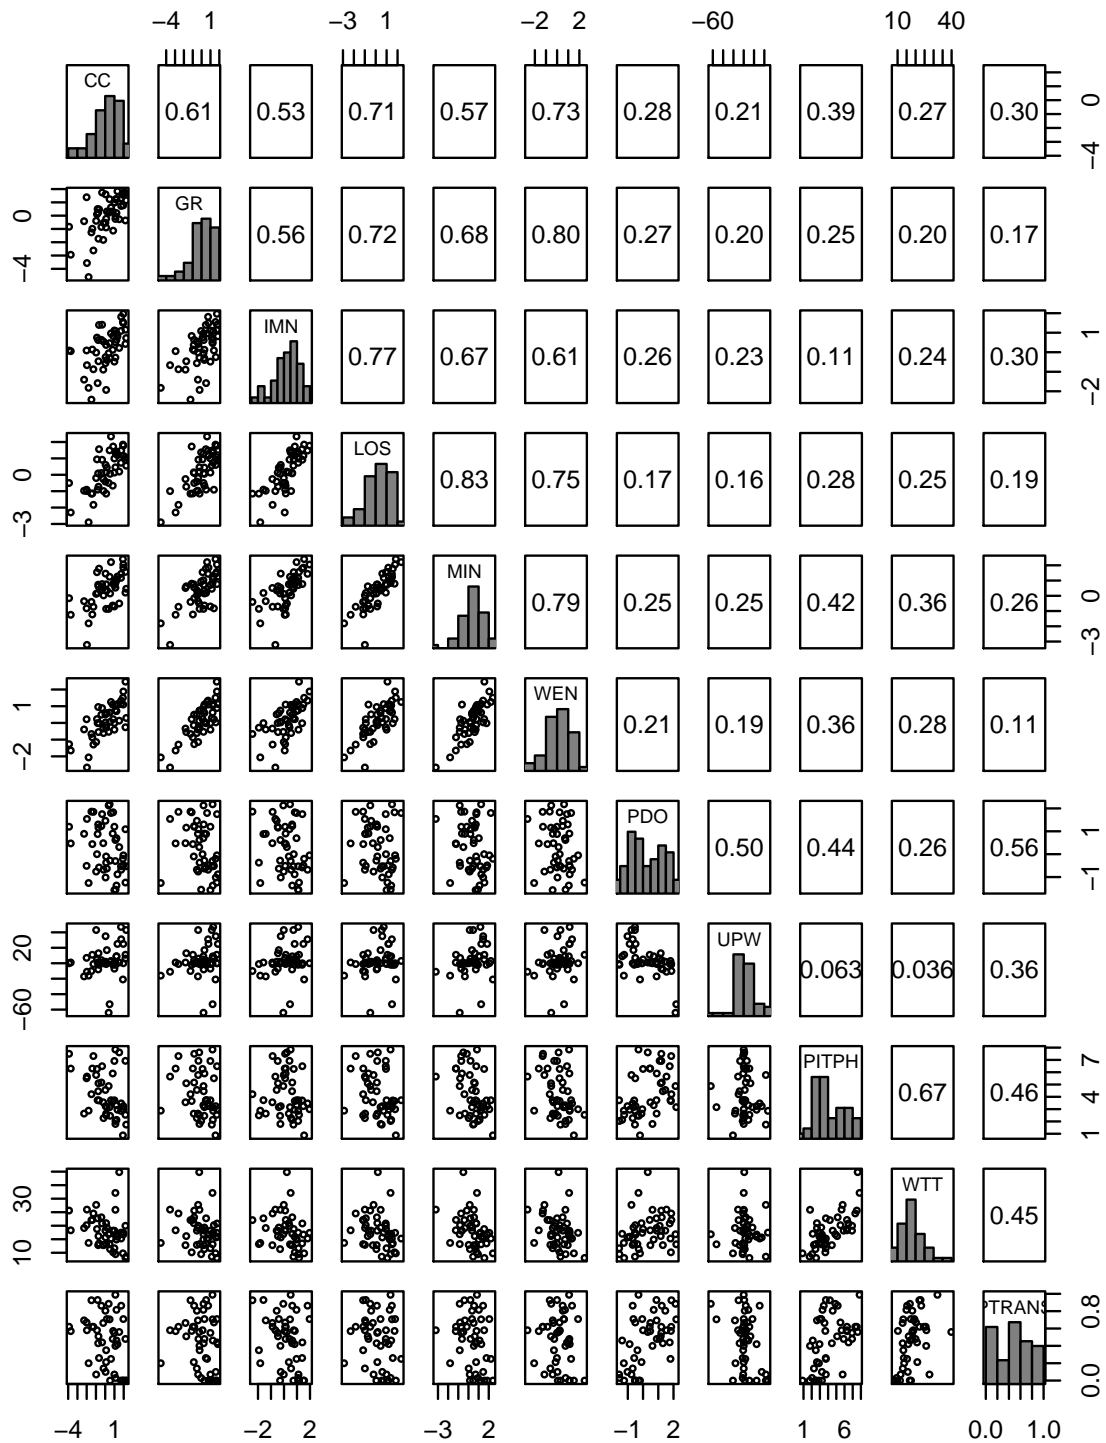 −4 1 −3 1 −2 2 −60 10 40
CC 0.61 0.53 0.71 0.57 0.73 0.28 0.21 0.39 0.27 0.30 −4 0
−4 0 GR 0.56 0.72 0.68 0.80 0.27 0.20 0.25 0.20 0.17
IMN 0.77 0.67 0.61 0.26 0.23 0.11 0.24 0.30 −2 1
−3 0 LOS 0.83 0.75 0.17 0.16 0.28 0.25 0.19
MIN 0.79 0.25 0.25 0.42 0.36 0.26 −3 0
−2 1 WEN 0.21 0.19 0.36 0.28 0.11
PDO 0.50 0.44 0.26 0.56 −1 1
−60 20 UPW 0.063 0.036 0.36
PITPH 0.67 0.46 1 4 7
10 30 WTT 0.45
PTRANS 0.0 0.8
−4 1 −2 2 −3 2 −1 2 1 6 0.0 1.0